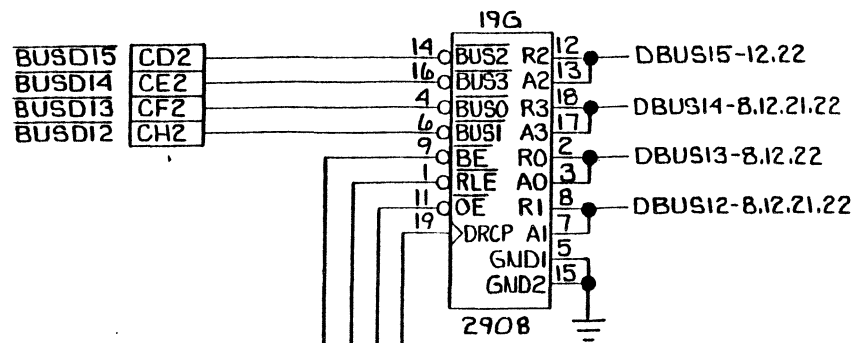 19G
BUSD15 CD2 14 BUS2 R2 12 DBUS15-12.22
BUSD14 CE2 16 BUS3 A2 13
BUSD13 CF2 4 BUS0 R3 18 DBUS14-8.12.21.22
BUSD12 CH2 6 BUS1 A3 17
9 BE R0 2 DBUS13-8.12.22
1 RLE A0 3
11 OE R1 8 DBUS12-8.12.21.22
19 DRCP A1 7
GND1 5
GND2 15
2908